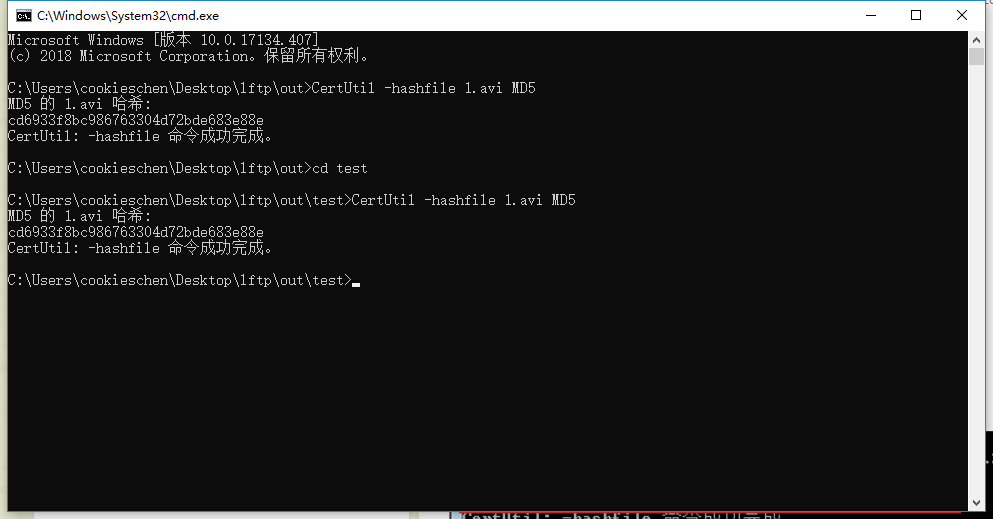 C:\Windows\System32\cmd.exe
Microsoft Windows [版本 10.0.17134.407]
(c) 2018 Microsoft Corporation。保留所有权利。
C:\Users\cookieschen\Desktop\lftp\out>CertUtil -hashfile 1.avi MD5
MD5 的 1.avi 哈希:
cd6933f8bc986763304d72bde683e88e
CertUtil: -hashfile 命令成功完成。
C:\Users\cookieschen\Desktop\lftp\out>cd test
C:\Users\cookieschen\Desktop\lftp\out\test>CertUtil -hashfile 1.avi MD5
MD5 的 1.avi 哈希:
cd6933f8bc986763304d72bde683e88e
CertUtil: -hashfile 命令成功完成。
C:\Users\cookieschen\Desktop\lftp\out\test>
CertUtil: -hashfile